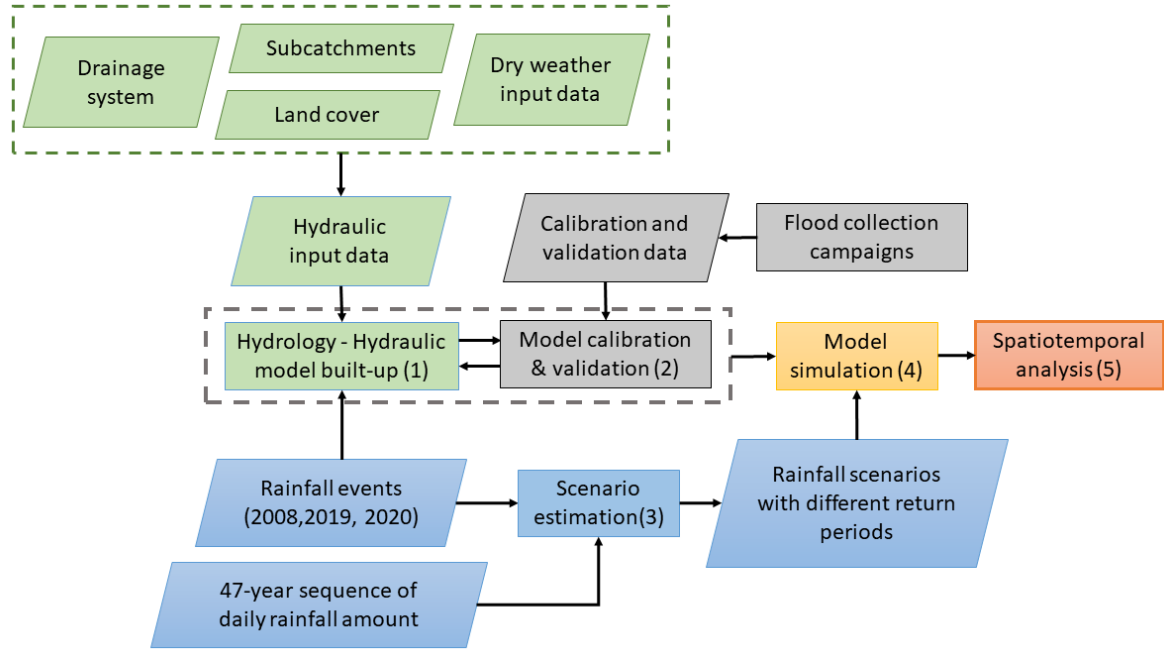 Drainage
system
Subcatchments
Land cover
Dry weather
input data
Hydraulic
input data
Calibration and
validation data
Flood collection
campaigns
Hydrology - Hydraulic
model built-up (1)
Model calibration
& validation (2)
Model
simulation (4)
Spatiotemporal
analysis (5)
Rainfall events
(2008,2019, 2020)
Scenario
estimation(3)
Rainfall scenarios
with different return
periods
47-year sequence of
daily rainfall amount